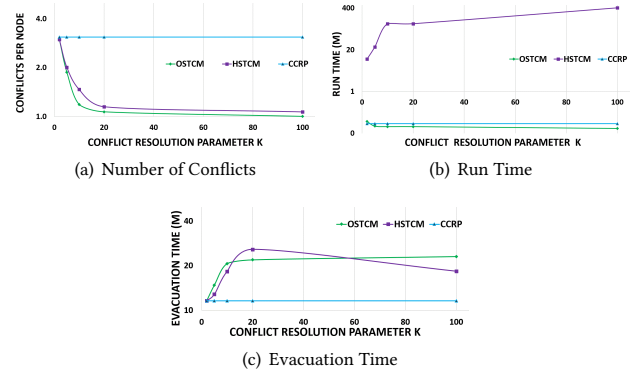 CONFLICTS PER NODE
4.0
2.0
1.0
OSTCM HSTCM CCRP
0 20 40 60 80 100
CONFLICT RESOLUTION PARAMETER K
(a) Number of Conflicts
RUN TIME (M)
400
20
1
0
OSTCM HSTCM CCRP
0 20 40 60 80 100
CONFLICT RESOLUTION PARAMETER K
(b) Run Time
EVACUATION TIME (M)
40
20
10
OSTCM HSTCM CCRP
0 20 40 60 80 100
CONFLICT RESOLUTION PARAMETER K
(c) Evacuation Time